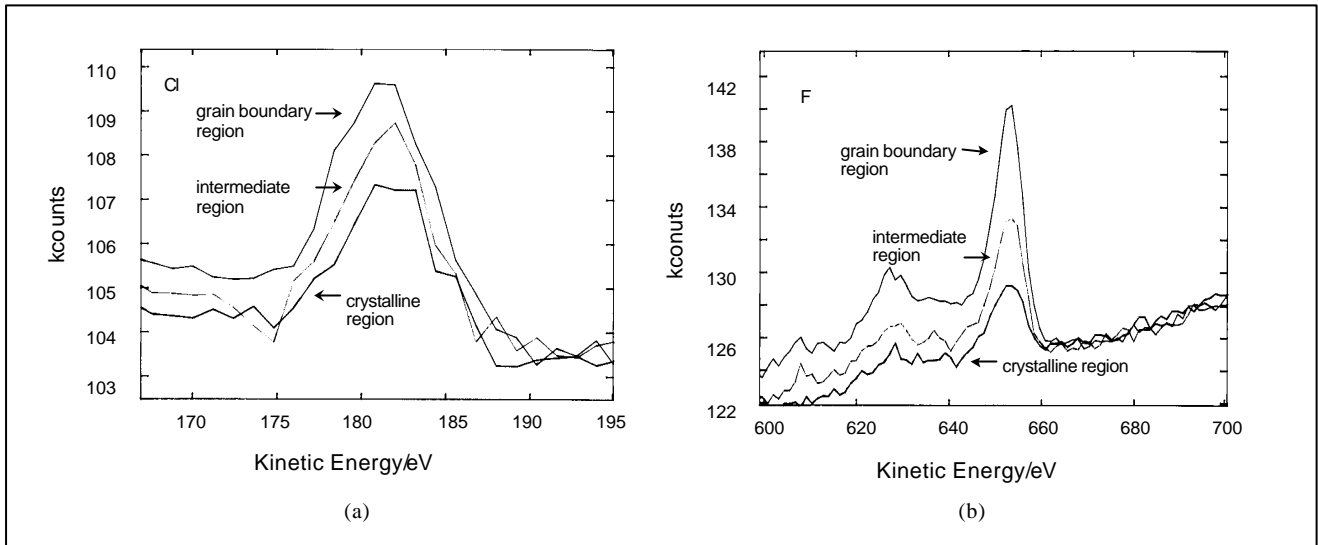 110
109
108
107
106
105
104
103
kcounts
Cl
grain boundary
region
intermediate
region
crystalline
region
170 175 180 185 190 195
Kinetic Energy/eV
(a)
142
138
134
130
126
122
kconuts
F
grain boundary
region
intermediate
region
crystalline region
600 620 640 660 680 700
Kinetic Energy/eV
(b)